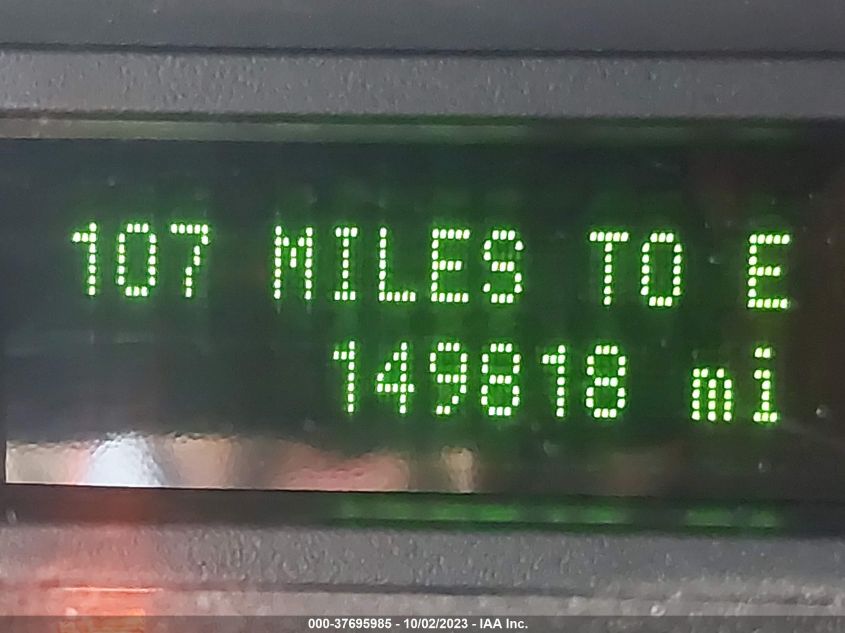 107 MILES TO E
149818 mi
000-37695985 - 10/02/2023 - IAA Inc.